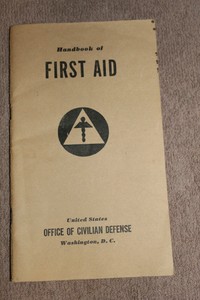 Handbook of
FIRST AID
United States
OFFICE OF CIVILIAN DEFENSE
Washington, D. C.